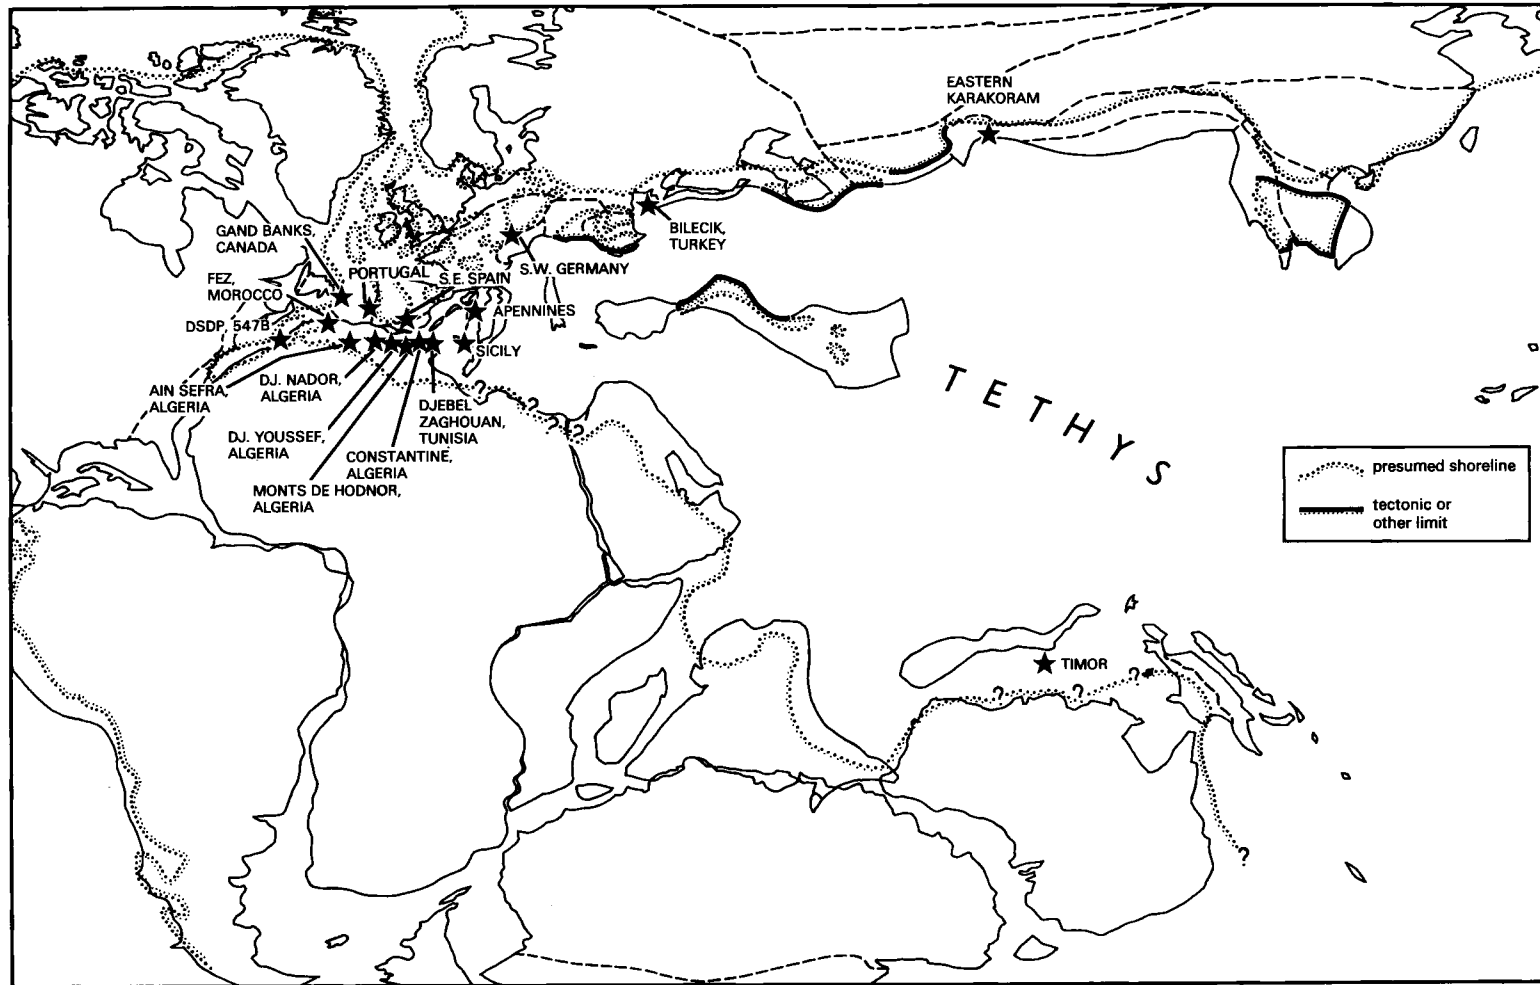 EASTERN
KARAKORAM
GAND BANKS,
CANADA
BILECIK,
TURKEY
FEZ,
MOROCCO
PORTUGAL
S.E. SPAIN
S.W. GERMANY
DSDP, 547B
APENNINES
SICILY
AIN SEFRA,
ALGERIA
DJ. NADOR,
ALGERIA
DJEBEL
ZAGHOUAN,
TUNISIA
DJ. YOUSSEF,
ALGERIA
CONSTANTINE,
ALGERIA
MONTS DE HODNOR,
ALGERIA
? ? ? ?
TETHYS
presumed shoreline
tectonic or
other limit
TIMOR
? ? ?
?